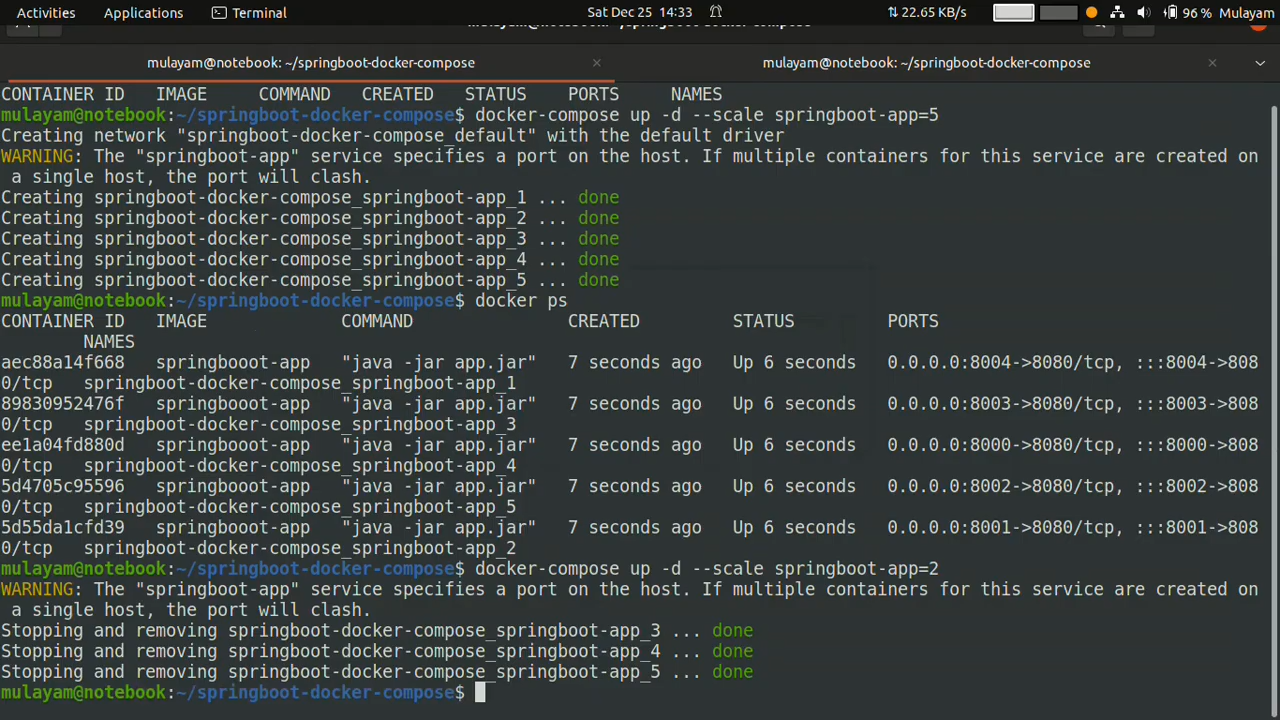 Activities Applications Terminal Sat Dec 25 14:33 22.65 KB/s 96 % Mulayam
mulayam@notebook: ~/springboot-docker-compose mulayam@notebook: ~/springboot-docker-compose
CONTAINER ID   IMAGE     COMMAND   CREATED   STATUS    PORTS     NAMES
mulayam@notebook:~/springboot-docker-compose$ docker-compose up -d --scale springboot-app=5
Creating network "springboot-docker-compose_default" with the default driver
WARNING: The "springboot-app" service specifies a port on the host. If multiple containers for this service are created on
 a single host, the port will clash.
Creating springboot-docker-compose_springboot-app_1 ... done
Creating springboot-docker-compose_springboot-app_2 ... done
Creating springboot-docker-compose_springboot-app_3 ... done
Creating springboot-docker-compose_springboot-app_4 ... done
Creating springboot-docker-compose_springboot-app_5 ... done
mulayam@notebook:~/springboot-docker-compose$ docker ps
CONTAINER ID   IMAGE             COMMAND               CREATED         STATUS         PORTS
        NAMES
aec88a14f668   springbooot-app   "java -jar app.jar"   7 seconds ago   Up 6 seconds   0.0.0.0:8004->8080/tcp, :::8004->808
0/tcp   springboot-docker-compose_springboot-app_1
89830952476f   springbooot-app   "java -jar app.jar"   7 seconds ago   Up 6 seconds   0.0.0.0:8003->8080/tcp, :::8003->808
0/tcp   springboot-docker-compose_springboot-app_3
ee1a04fd880d   springbooot-app   "java -jar app.jar"   7 seconds ago   Up 6 seconds   0.0.0.0:8000->8080/tcp, :::8000->808
0/tcp   springboot-docker-compose_springboot-app_4
5d4705c95596   springbooot-app   "java -jar app.jar"   7 seconds ago   Up 6 seconds   0.0.0.0:8002->8080/tcp, :::8002->808
0/tcp   springboot-docker-compose_springboot-app_5
5d55da1cfd39   springbooot-app   "java -jar app.jar"   7 seconds ago   Up 6 seconds   0.0.0.0:8001->8080/tcp, :::8001->808
0/tcp   springboot-docker-compose_springboot-app_2
mulayam@notebook:~/springboot-docker-compose$ docker-compose up -d --scale springboot-app=2
WARNING: The "springboot-app" service specifies a port on the host. If multiple containers for this service are created on
 a single host, the port will clash.
Stopping and removing springboot-docker-compose_springboot-app_3 ... done
Stopping and removing springboot-docker-compose_springboot-app_4 ... done
Stopping and removing springboot-docker-compose_springboot-app_5 ... done
mulayam@notebook:~/springboot-docker-compose$